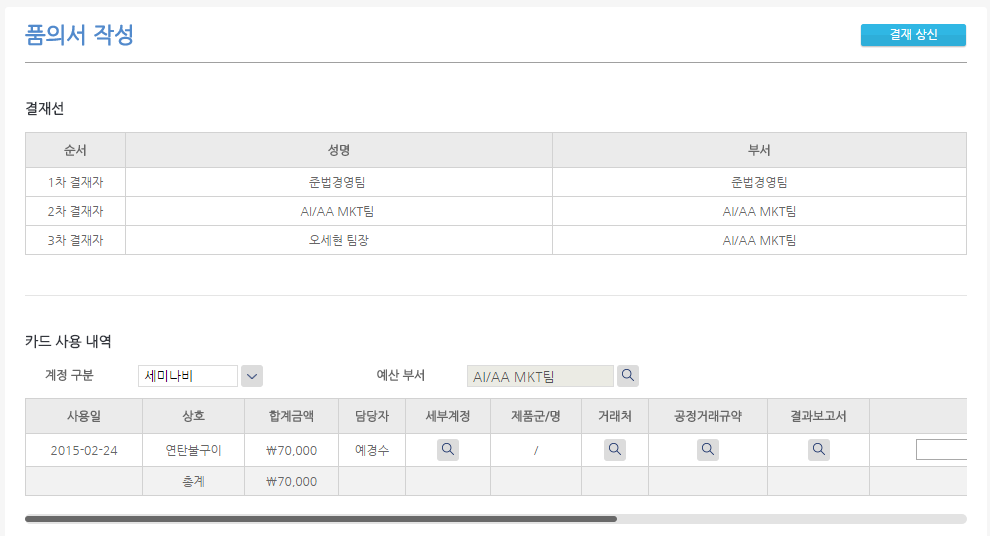 품의서 작성
결재 상신
결재선
순서 성명 부서
1차 결재자 준법경영팀 준법경영팀
2차 결재자 AI/AA MKT팀 AI/AA MKT팀
3차 결재자 오세현 팀장 AI/AA MKT팀
카드 사용 내역
계정 구분 세미나비 예산 부서 AI/AA MKT팀
사용일 상호 합계금액 담당자 세부계정 제품군/명 거래처 공정거래규약 결과보고서
2015-02-24 연탄불구이 ₩70,000 예경수 /
총계 ₩70,000